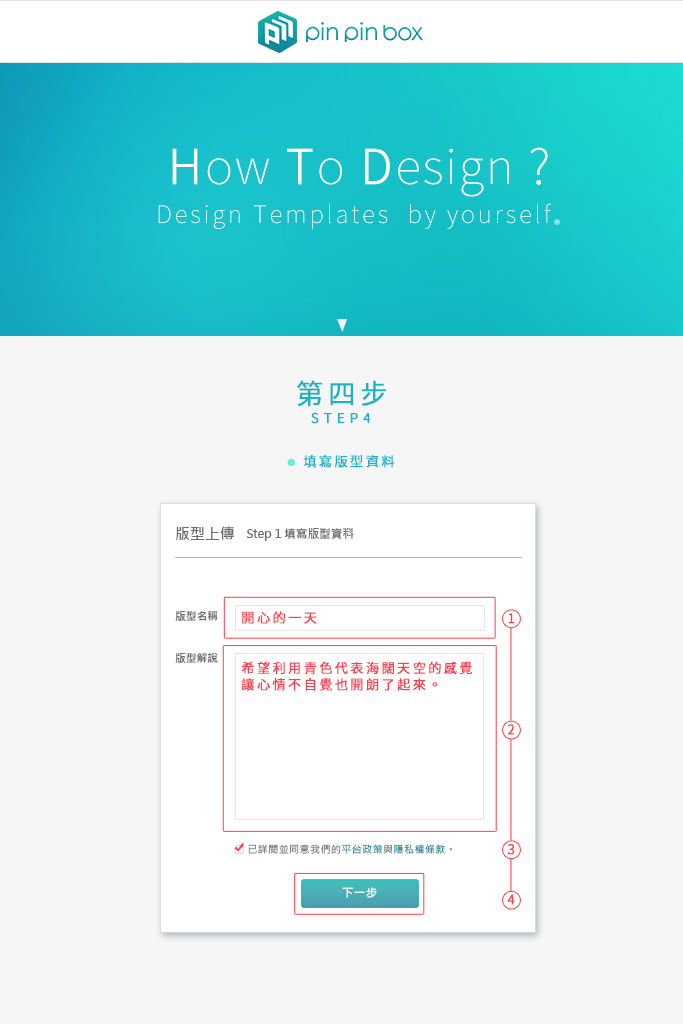 pin pin box
How To Design ?
Design Templates by yourself.
第四步
STEP4
填寫版型資料
版型上傳 Step 1 填寫版型資料
版型名稱 開心的一天 1
版型解說 希望利用青色代表海闊天空的感覺
讓心情不自覺也開朗了起來。
2
已詳閱並同意我們的平台政策與隱私權條款。 3
下一步 4